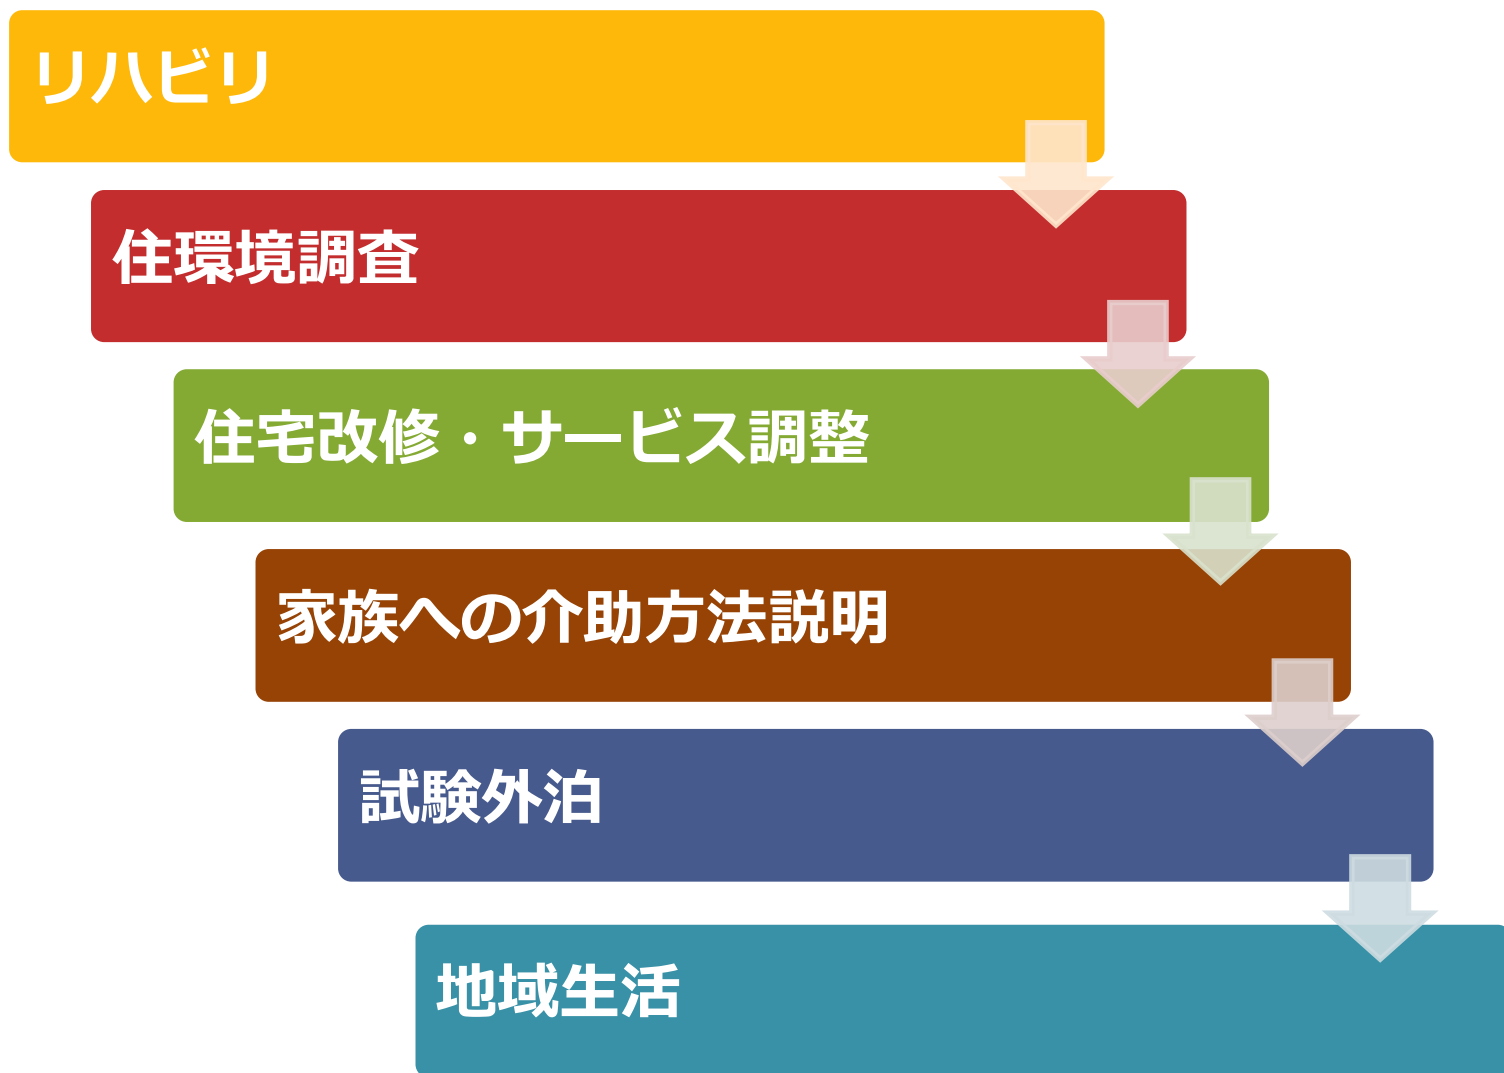 リハビリ
住環境調査
住宅改修・サービス調整
家族への介助方法説明
試験外泊
地域生活